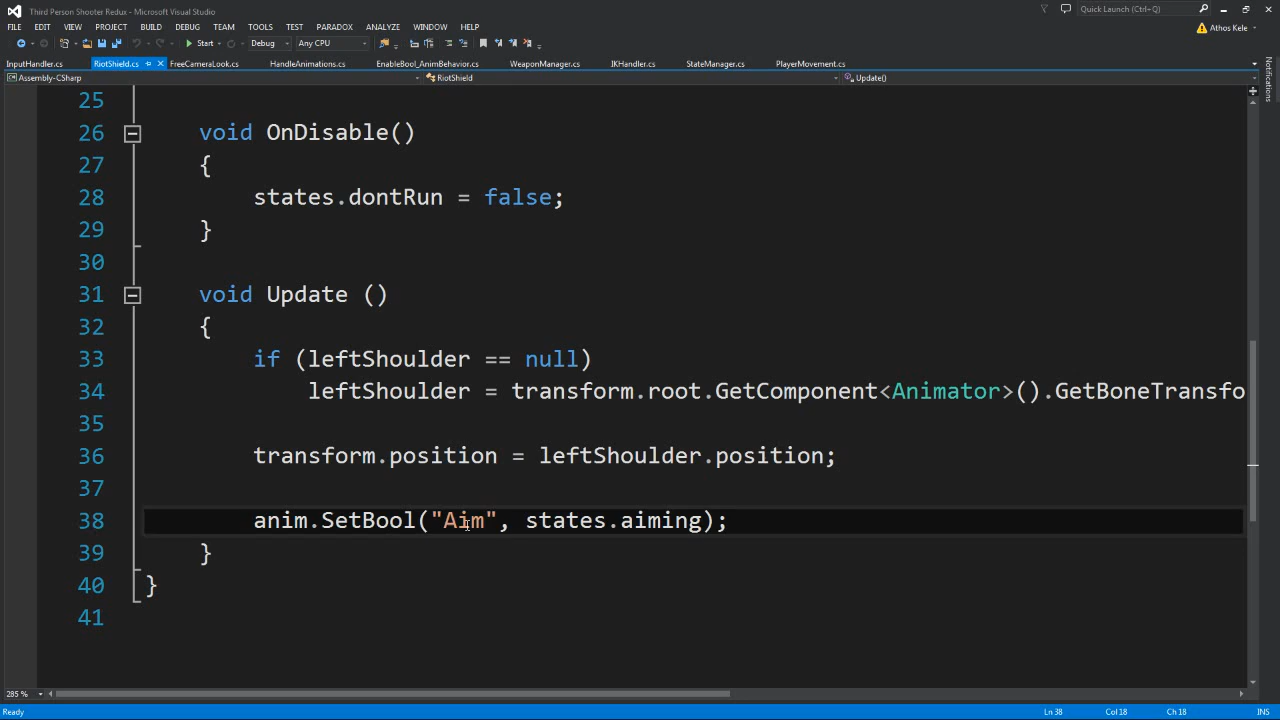 Third Person Shooter Redux - Microsoft Visual Studio
Quick Launch (Ctrl+Q)
FILE EDIT VIEW PROJECT BUILD DEBUG TEAM TOOLS TEST PARADOX ANALYZE WINDOW HELP
Athos Kele
Start Debug Any CPU
InputHandler.cs RiotShield.cs FreeCameraLook.cs HandleAnimations.cs EnableBool_AnimBehavior.cs WeaponManager.cs IKHandler.cs StateManager.cs PlayerMovement.cs
Assembly-CSharp RiotShield Update()
Notifications
25
26 void OnDisable()
27 {
28 states.dontRun = false;
29 }
30
31 void Update ()
32 {
33 if (leftShoulder == null)
34 leftShoulder = transform.root.GetComponent<Animator>().GetBoneTransfo
35
36 transform.position = leftShoulder.position;
37
38 anim.SetBool("Aim", states.aiming);
39 }
40 }
41
285 %
Ready Ln 38 Col 18 Ch 18 INS